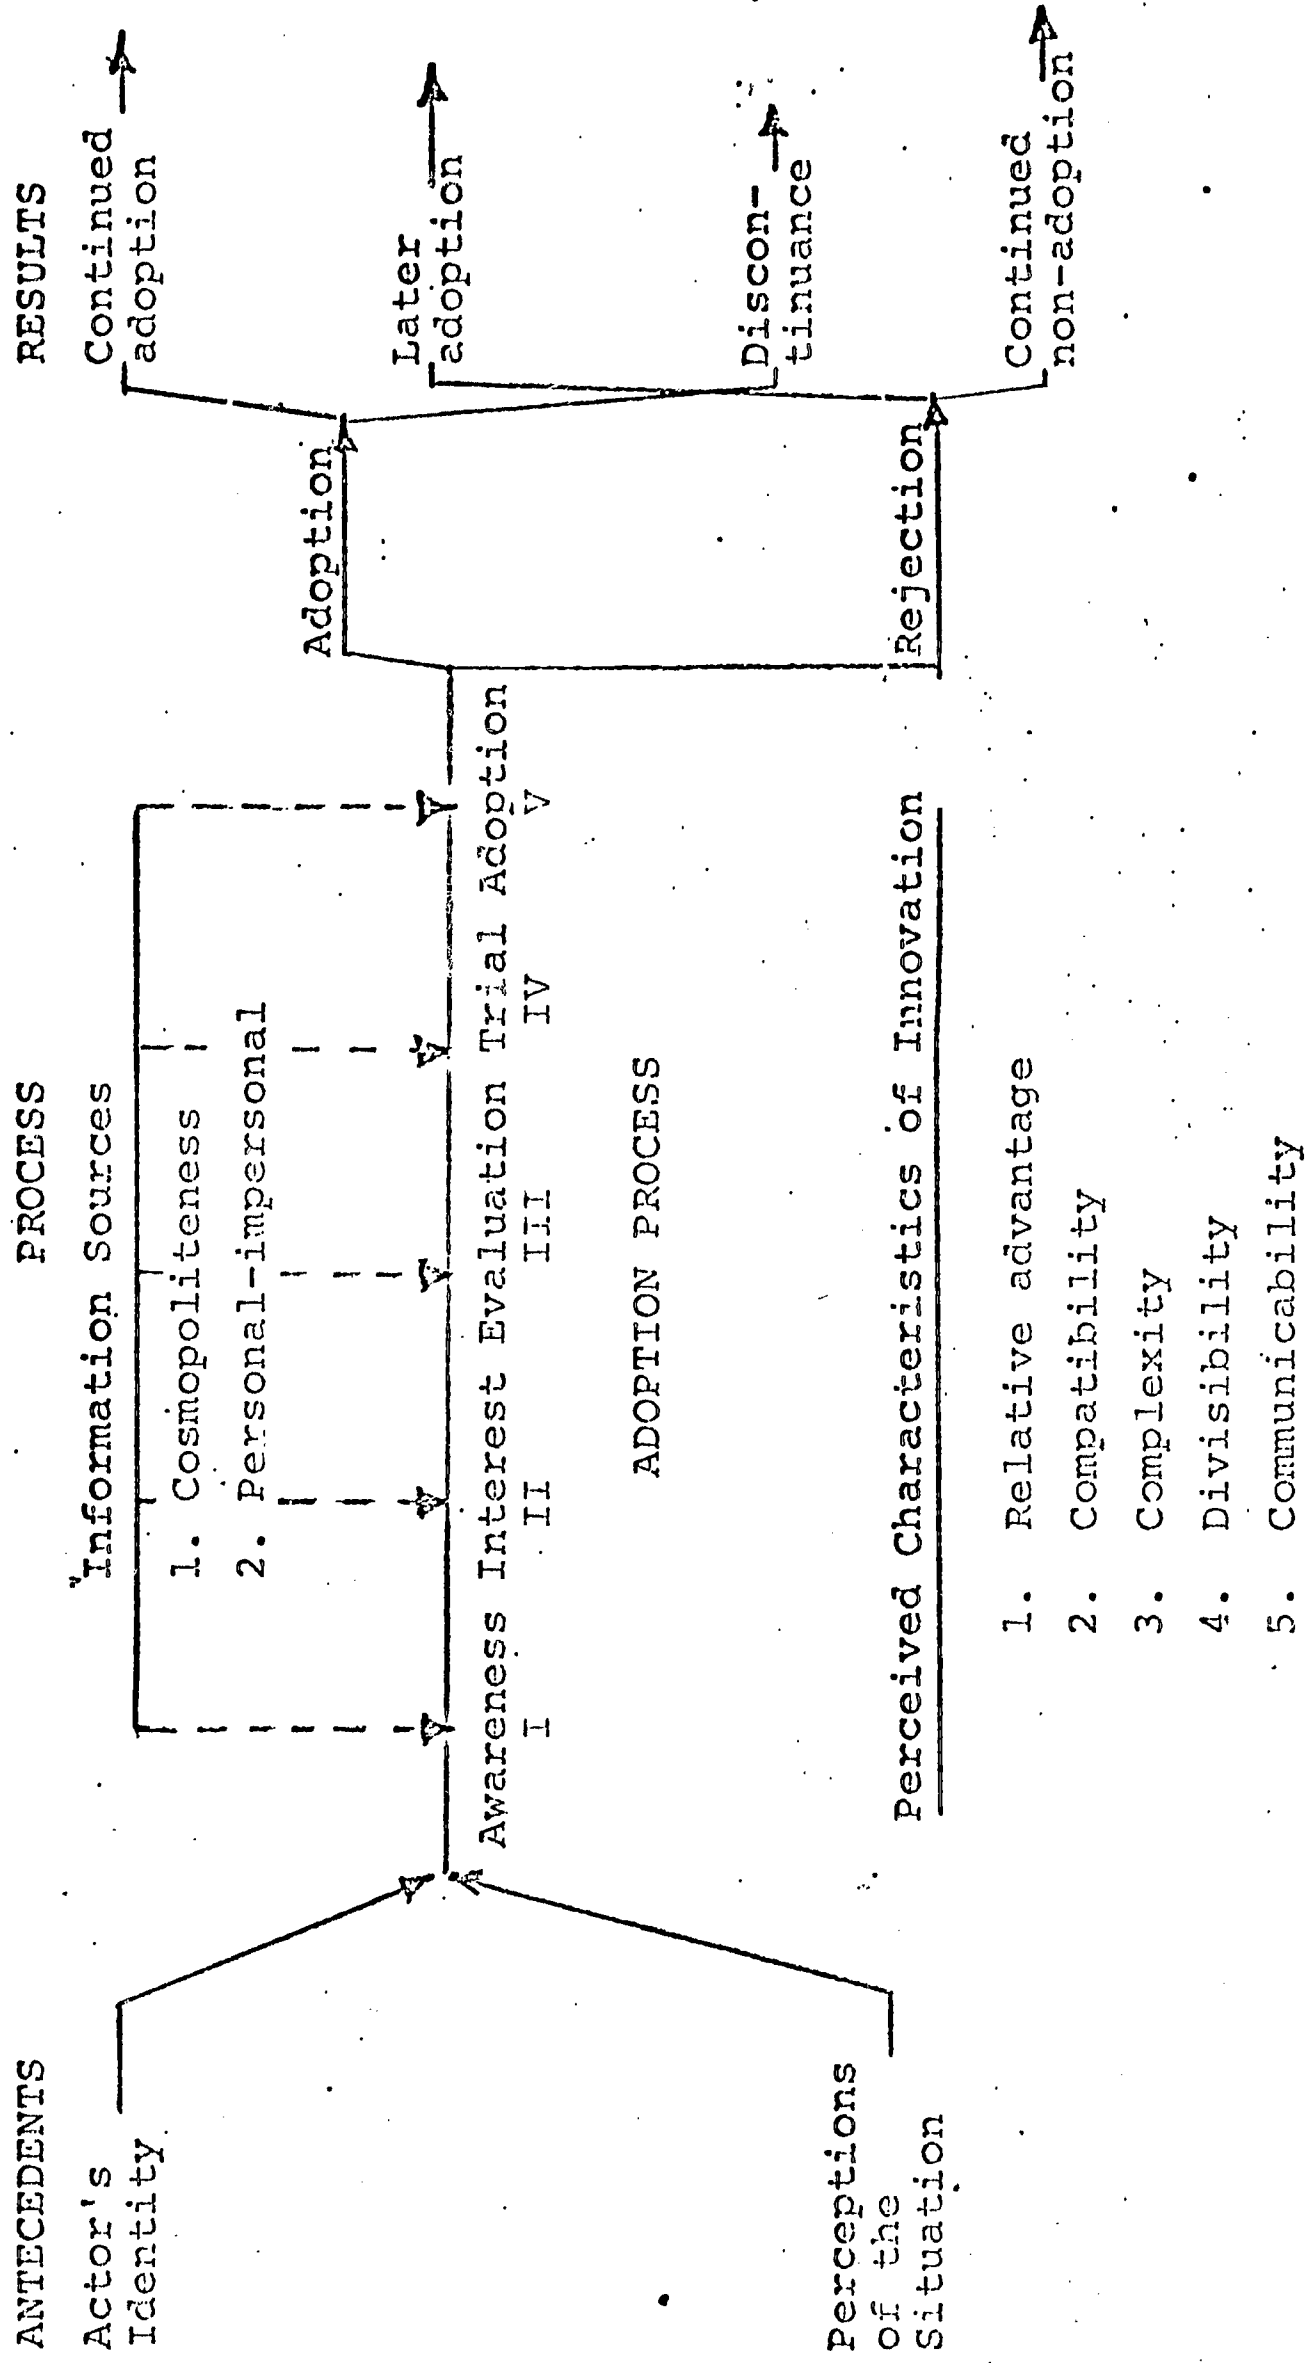 ANTECEDENTS
PROCESS
RESULTS
Actor's
Identity
Information Sources
1. Cosmopoliteness
2. Personal-impersonal
Continued
adoption
Adoption
Later
adoption
Awareness Interest Evaluation Trial Adoption
I II III IV V
ADOPTION PROCESS
Discon-
tinuance
Perceptions
of the
Situation
Perceived Characteristics of Innovation
Rejection
1. Relative advantage
2. Compatibility
3. Complexity
4. Divisibility
5. Communicability
Continued
non-adoption